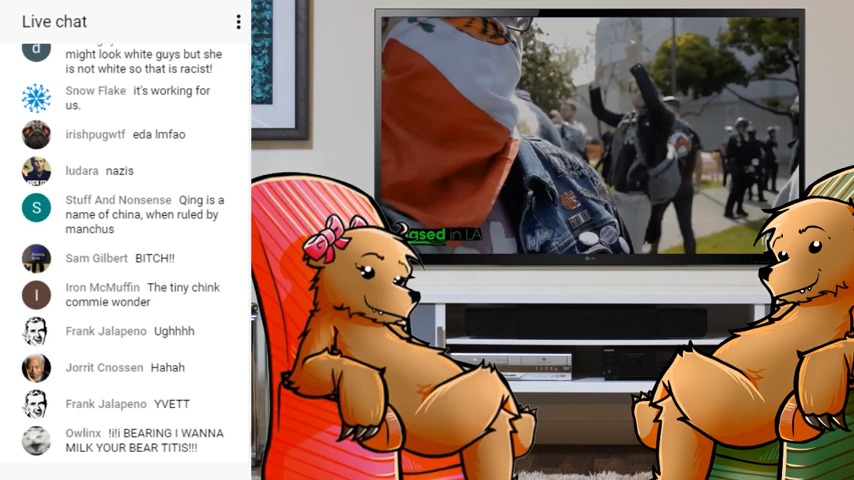 Live chat
might look white guys but she
is not white so that is racist!
Snow Flake it's working for
us.
irishpugwtf eda lmfao
ludara nazis
Stuff And Nonsense Qing is a
name of china, when ruled by
manchus
Sam Gilbert BITCH!!
Iron McMuffin The tiny chink
commie wonder
Frank Jalapeno Ughhhh
Jorrit Cnossen Hahah
Frank Jalapeno YVETT
Owlinx !i!i BEARING I WANNA
MILK YOUR BEAR TITIS!!!
ased in LA
LG